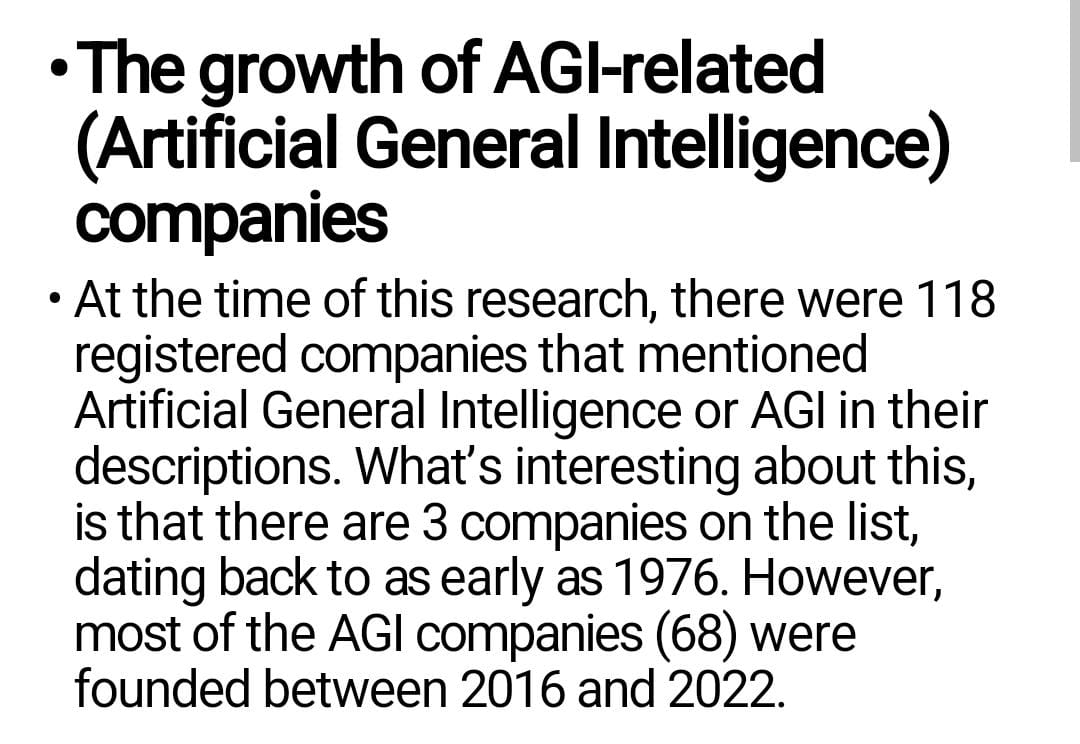 •The growth of AGI-related
(Artificial General Intelligence)
companies
• At the time of this research, there were 118
registered companies that mentioned
Artificial General Intelligence or AGI in their
descriptions. What’s interesting about this,
is that there are 3 companies on the list,
dating back to as early as 1976. However,
most of the AGI companies (68) were
founded between 2016 and 2022.